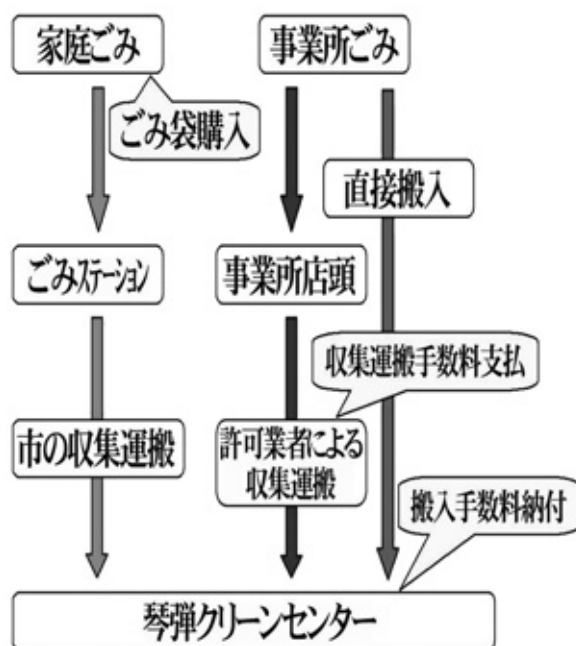 家庭ごみ
事業所ごみ
ごみ袋購入
直接搬入
ごみステーション
事業所店頭
収集運搬手数料支払
市の収集運搬
許可業者による
収集運搬
搬入手数料納付
琴弾クリーンセンター